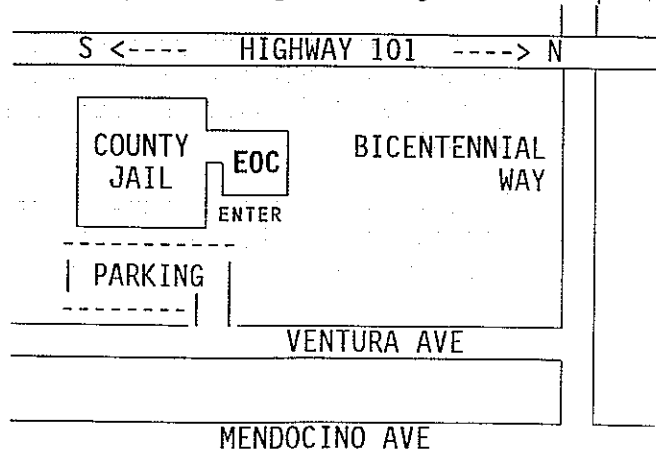 S <---- HIGHWAY 101 ----> N
COUNTY
JAIL
EOC
ENTER
BICENTENNIAL
WAY
PARKING
VENTURA AVE
MENDOCINO AVE